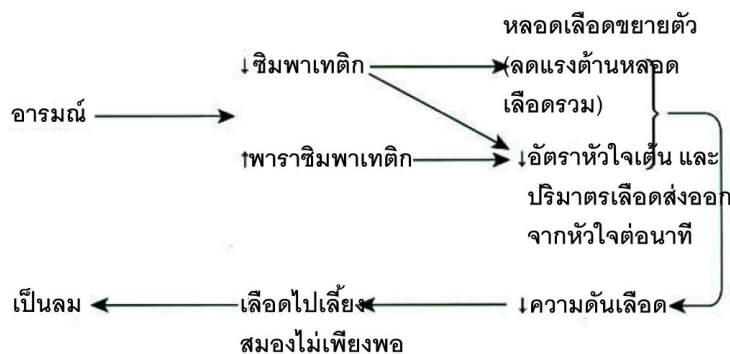 อารมณ์
↓ซิมพาเทติก
↑พาราซิมพาเทติก
หลอดเลือดขยายตัว
(ลดแรงต้านหลอด
เลือดรวม)
↓อัตราหัวใจเต้น และ
ปริมาตรเลือดส่งออก
จากหัวใจต่อนาที
↓ความดันเลือด
เลือดไปเลี้ยง
สมองไม่เพียงพอ
เป็นลม